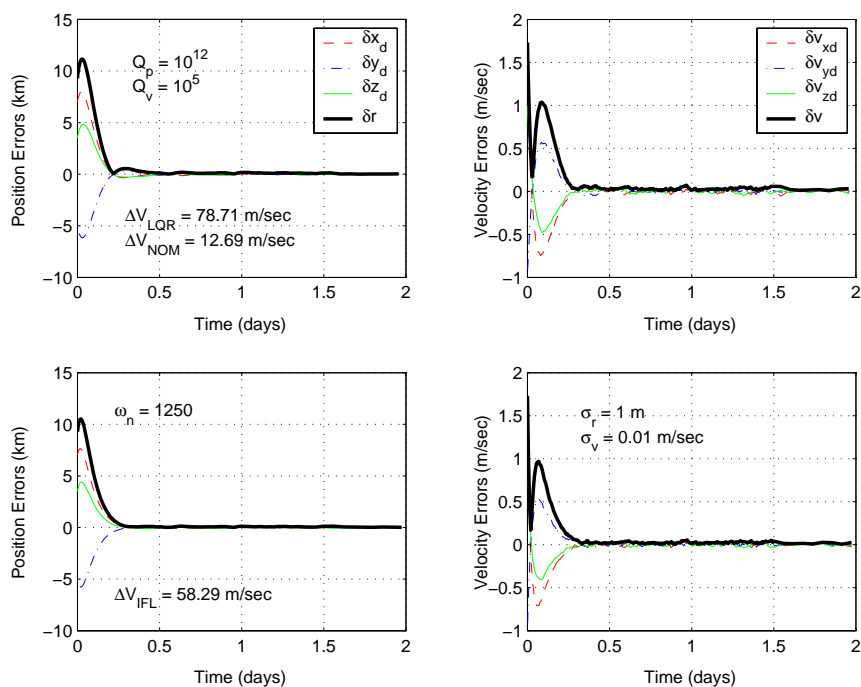 15
10
5
0
−5
−10
0
0.5
1
1.5
2
Time (days)
Position Errors (km)
Q_p = 10^12
Q_v = 10^5
ΔV_LQR = 78.71 m/sec
ΔV_NOM = 12.69 m/sec
δx_d
δy_d
δz_d
δr
2
1.5
1
0.5
0
−0.5
−1
0
0.5
1
1.5
2
Time (days)
Velocity Errors (m/sec)
δv_xd
δv_yd
δv_zd
δv
15
10
5
0
−5
−10
0
0.5
1
1.5
2
Time (days)
Position Errors (km)
ω_n = 1250
ΔV_IFL = 58.29 m/sec
2
1.5
1
0.5
0
−0.5
−1
0
0.5
1
1.5
2
Time (days)
Velocity Errors (m/sec)
σ_r = 1 m
σ_v = 0.01 m/sec